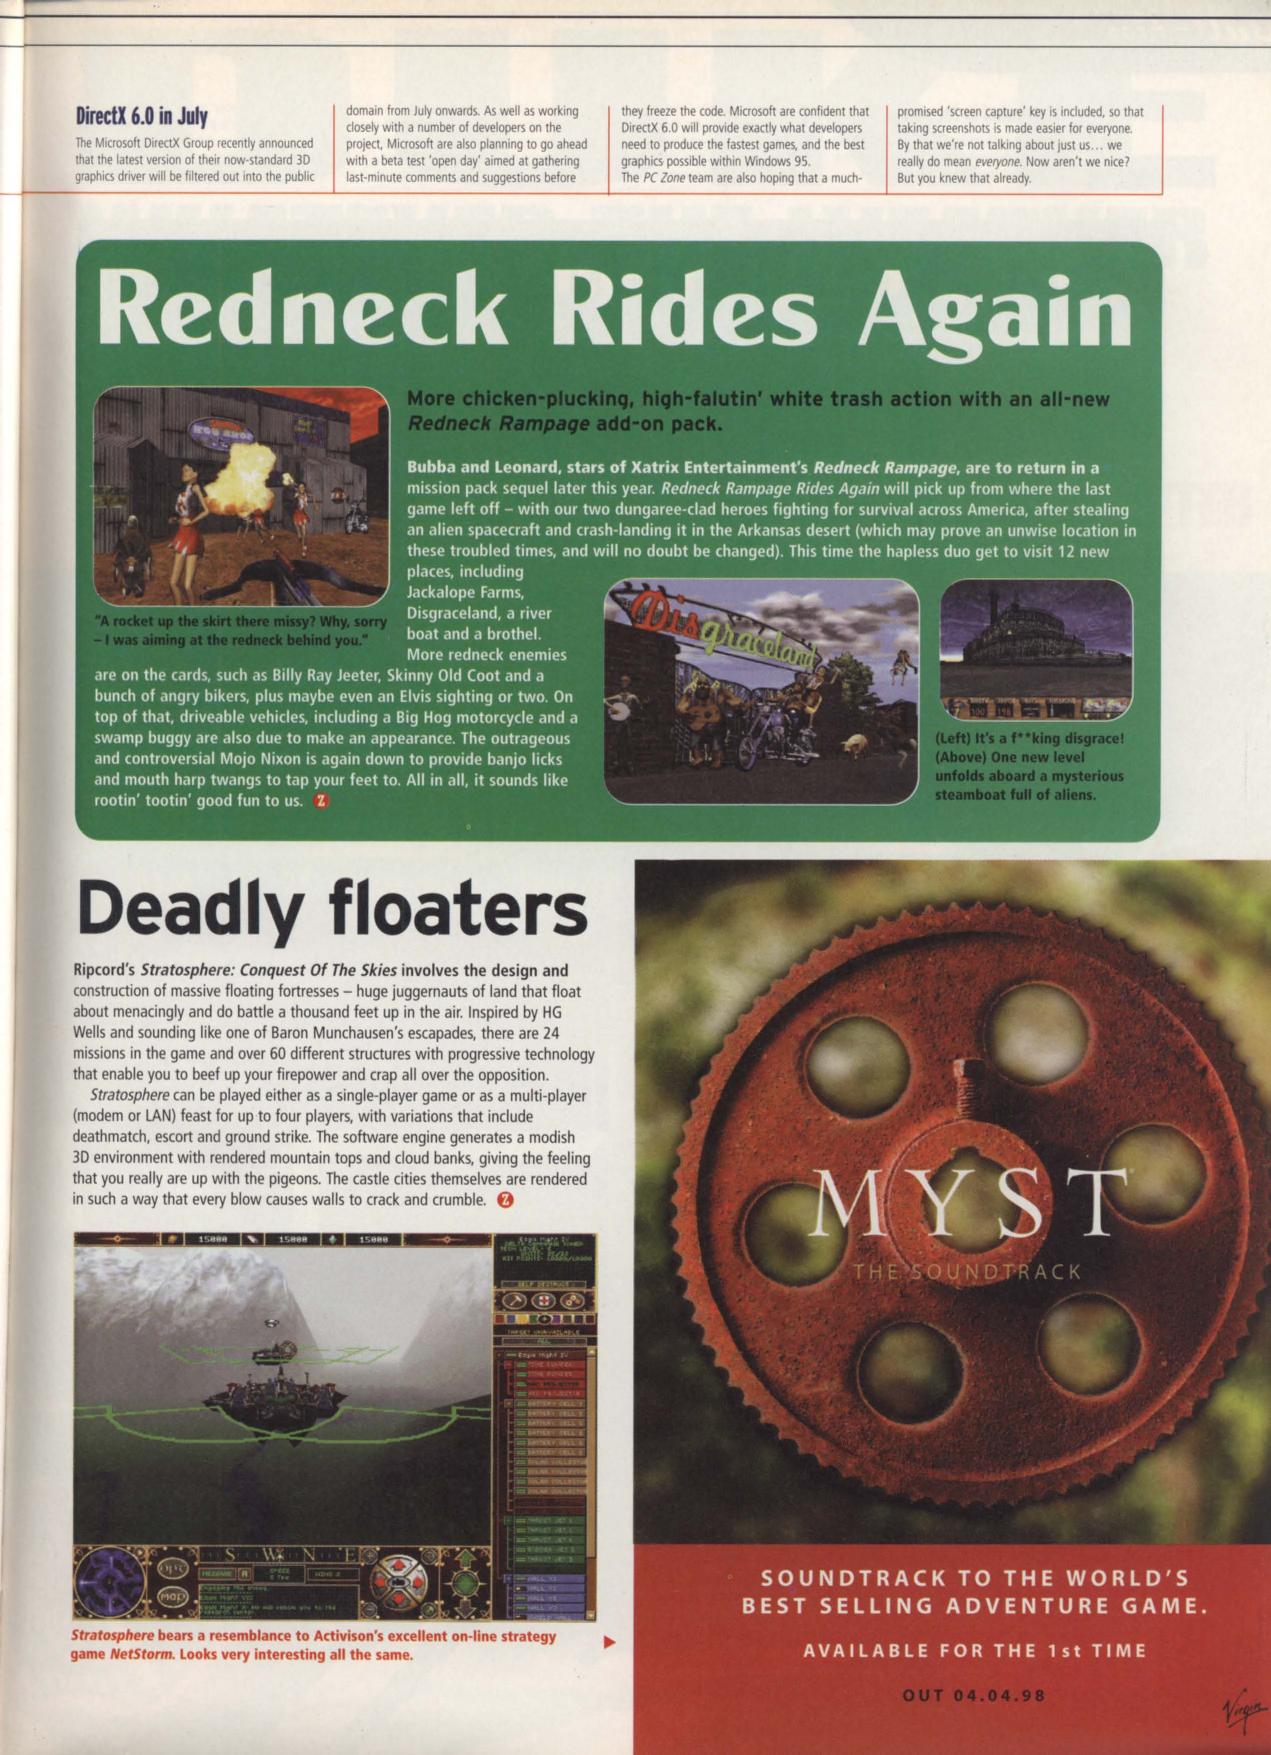 DirectX 6.0 in July
The Microsoft DirectX Group recently announced
that the latest version of their now-standard 3D
graphics driver will be filtered out into the public
domain from July onwards. As well as working
closely with a number of developers on the
project, Microsoft are also planning to go ahead
with a beta test 'open day' aimed at gathering
last-minute comments and suggestions before
they freeze the code. Microsoft are confident that
DirectX 6.0 will provide exactly what developers
need to produce the fastest games, and the best
graphics possible within Windows 95.
The PC Zone team are also hoping that a much-
promised 'screen capture' key is included, so that
taking screenshots is made easier for everyone.
By that we're not talking about just us... we
really do mean everyone. Now aren't we nice?
But you knew that already.
Redneck Rides Again
More chicken-plucking, high-falutin' white trash action with an all-new
Redneck Rampage add-on pack.
Bubba and Leonard, stars of Xatrix Entertainment's Redneck Rampage, are to return in a
mission pack sequel later this year. Redneck Rampage Rides Again will pick up from where the last
game left off – with our two dungaree-clad heroes fighting for survival across America, after stealing
an alien spacecraft and crash-landing it in the Arkansas desert (which may prove an unwise location in
these troubled times, and will no doubt be changed). This time the hapless duo get to visit 12 new
places, including
Jackalope Farms,
Disgraceland, a river
boat and a brothel.
More redneck enemies
are on the cards, such as Billy Ray Jeeter, Skinny Old Coot and a
bunch of angry bikers, plus maybe even an Elvis sighting or two. On
top of that, driveable vehicles, including a Big Hog motorcycle and a
swamp buggy are also due to make an appearance. The outrageous
and controversial Mojo Nixon is again down to provide banjo licks
and mouth harp twangs to tap your feet to. All in all, it sounds like
rootin' tootin' good fun to us. Z
"A rocket up the skirt there missy? Why, sorry
– I was aiming at the redneck behind you."
Disgraceland
(Left) It's a f**king disgrace!
(Above) One new level
unfolds aboard a mysterious
steamboat full of aliens.
Deadly floaters
Ripcord's Stratosphere: Conquest Of The Skies involves the design and
construction of massive floating fortresses – huge juggernauts of land that float
about menacingly and do battle a thousand feet up in the air. Inspired by HG
Wells and sounding like one of Baron Munchausen's escapades, there are 24
missions in the game and over 60 different structures with progressive technology
that enable you to beef up your firepower and crap all over the opposition.
Stratosphere can be played either as a single-player game or as a multi-player
(modem or LAN) feast for up to four players, with variations that include
deathmatch, escort and ground strike. The software engine generates a modish
3D environment with rendered mountain tops and cloud banks, giving the feeling
that you really are up with the pigeons. The castle cities themselves are rendered
in such a way that every blow causes walls to crack and crumble. Z
15000 15000 15000
SELF DESTRUCT
TARGET UNAVAILABLE
S W N E
MAP
Stratosphere bears a resemblance to Activison's excellent on-line strategy
game NetStorm. Looks very interesting all the same.
MYST
THE SOUNDTRACK
SOUNDTRACK TO THE WORLD'S
BEST SELLING ADVENTURE GAME.
AVAILABLE FOR THE 1st TIME
OUT 04.04.98
Virgin